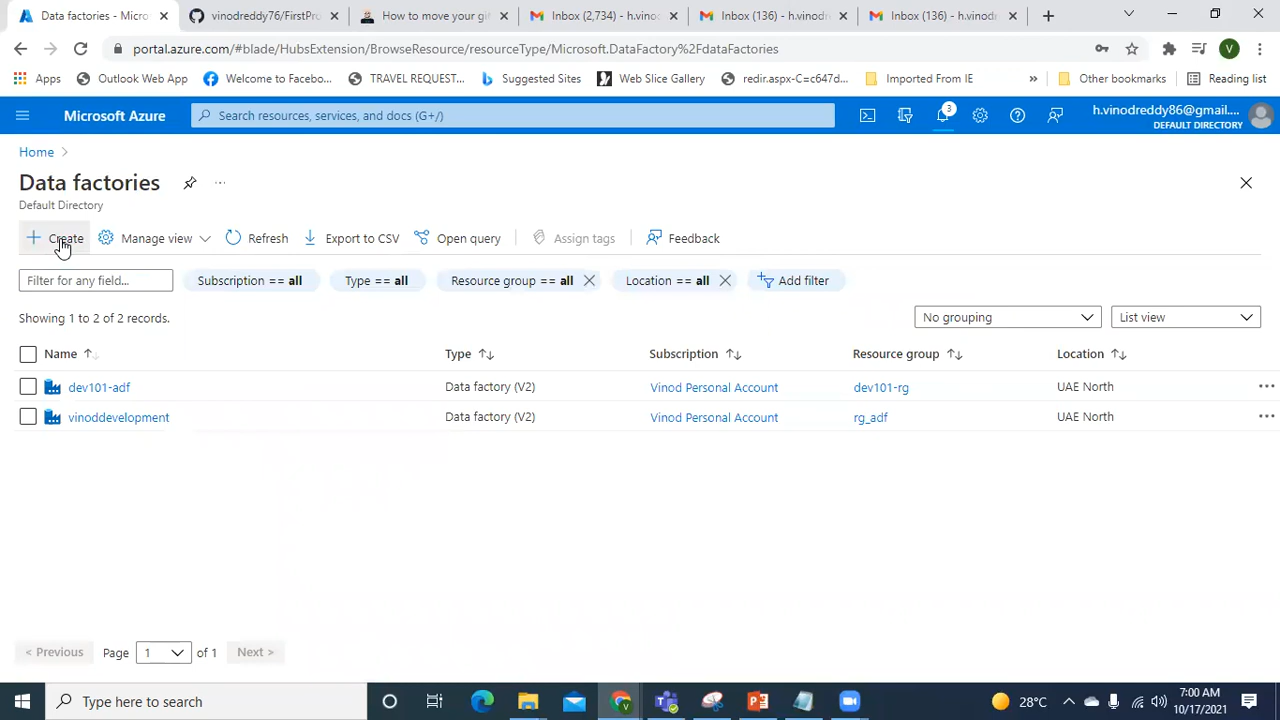 Data factories - Micro
vinodreddy76/FirstPr
How to move your gi
Inbox (2,734) - h.vino
Inbox (136) - h.vinodr
Inbox (136) - h.vinodr
portal.azure.com/#blade/HubsExtension/BrowseResource/resourceType/Microsoft.DataFactory%2FdataFactories
V
Apps
Outlook Web App
Welcome to Facebo...
TRAVEL REQUEST...
Suggested Sites
Web Slice Gallery
redir.aspx-C=c647d...
Imported From IE
»
Other bookmarks
Reading list
Microsoft Azure
Search resources, services, and docs (G+/)
3
h.vinodreddy86@gmail....
DEFAULT DIRECTORY
Home >
Data factories
Default Directory
Create
Manage view
Refresh
Export to CSV
Open query
Assign tags
Feedback
Filter for any field...
Subscription == all
Type == all
Resource group == all
Location == all
Add filter
Showing 1 to 2 of 2 records.
No grouping
List view
Name
Type
Subscription
Resource group
Location
dev101-adf
Data factory (V2)
Vinod Personal Account
dev101-rg
UAE North
vinoddevelopment
Data factory (V2)
Vinod Personal Account
rg_adf
UAE North
< Previous
Page
1
of 1
Next >
Type here to search
28°C
7:00 AM
10/17/2021